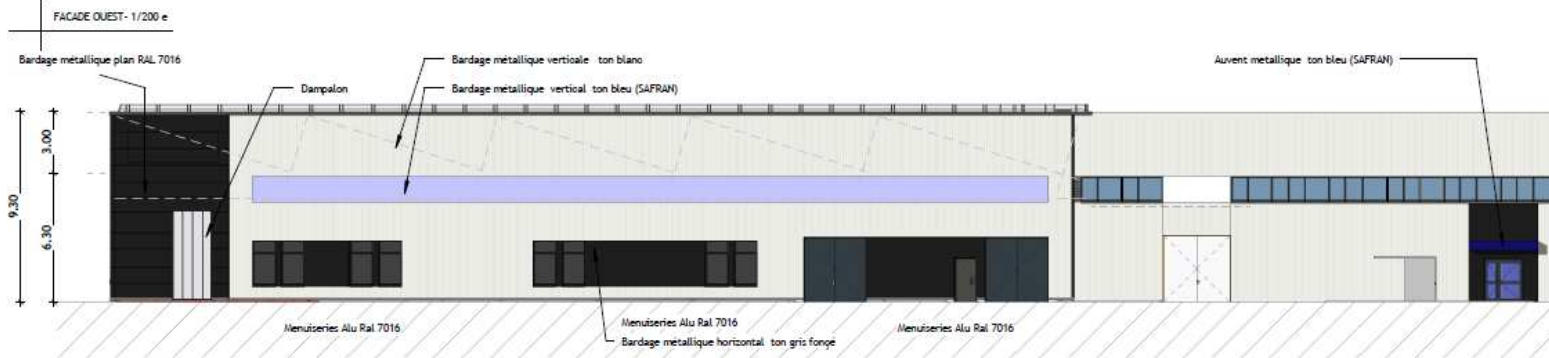 FACADE OUEST- 1/200 e
Bardage métallique plan RAL 7016
Bardage métallique verticale ton blanc
Auvent metallique ton bleu (SAFRAN)
Dampalon
Bardage métallique vertical ton bleu (SAFRAN)
3.00
9.30
6.30
Menuiseries Alu Ral 7016
Menuiseries Alu Ral 7016
Menuiseries Alu Ral 7016
Bardage métallique horizontal ton gris fonçé